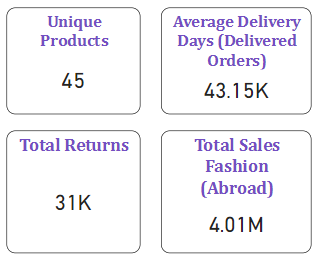 Unique
Products
45
Average Delivery
Days (Delivered
Orders)
43.15K
Total Returns
31K
Total Sales
Fashion
(Abroad)
4.01M